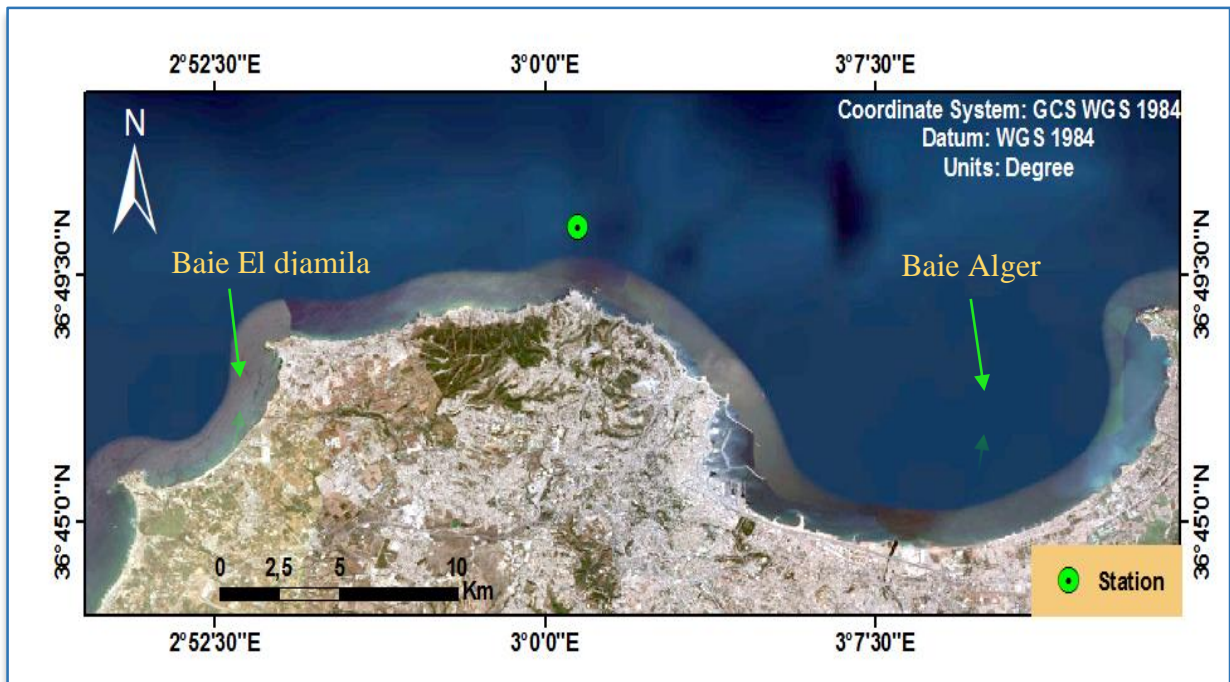 2°52'30"E 3°0'0"E 3°7'30"E
Coordinate System: GCS WGS 1984
Datum: WGS 1984
Units: Degree
N
36°49'30"N
36°49'30"N
Baie El djamila
Baie Alger
36°45'0"N
36°45'0"N
0 2,5 5 10
Km
Station
2°52'30"E 3°0'0"E 3°7'30"E